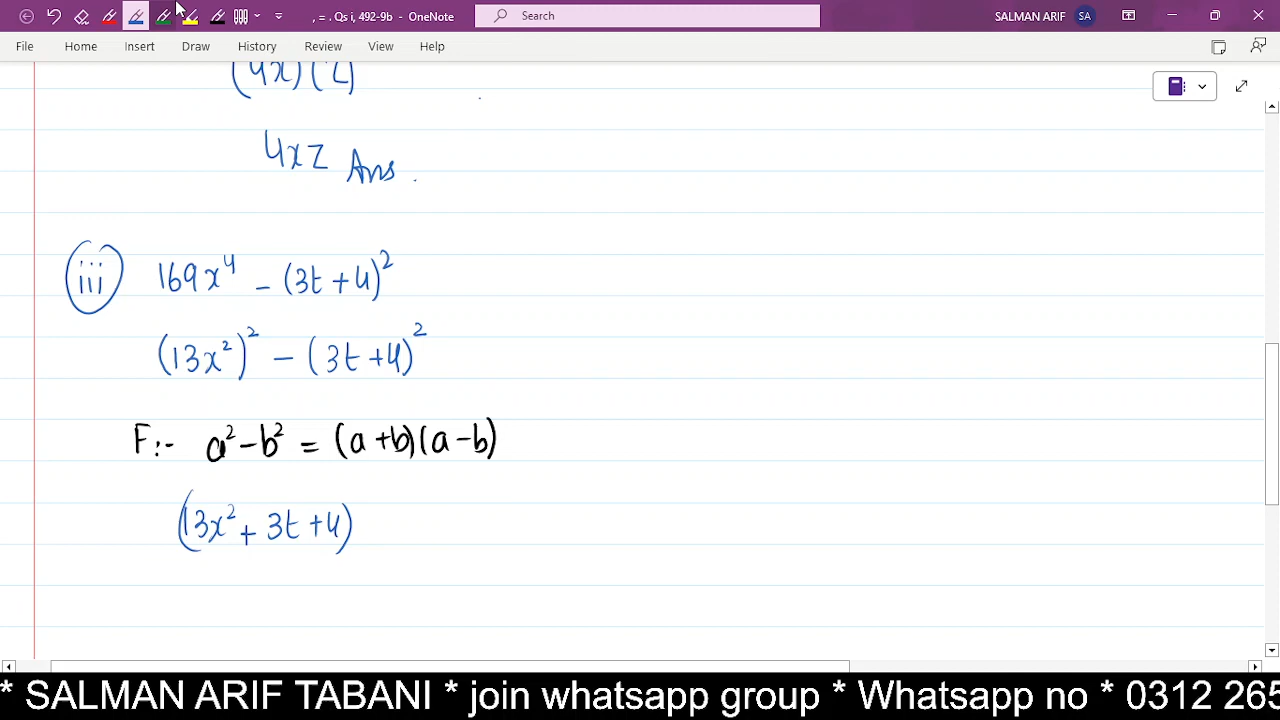 , = . Qs i, 492-9b - OneNote
Search
SALMAN ARIF
SA
File Home Insert Draw History Review View Help
(4x)(z)
4xz Ans .
iii 169x⁴ - (3t + 4)²
(13x²)² - (3t + 4)²
F:- a² - b² = (a + b)(a - b)
(13x² + 3t + 4)
* SALMAN ARIF TABANI * join whatsapp group * Whatsapp no * 0312 265